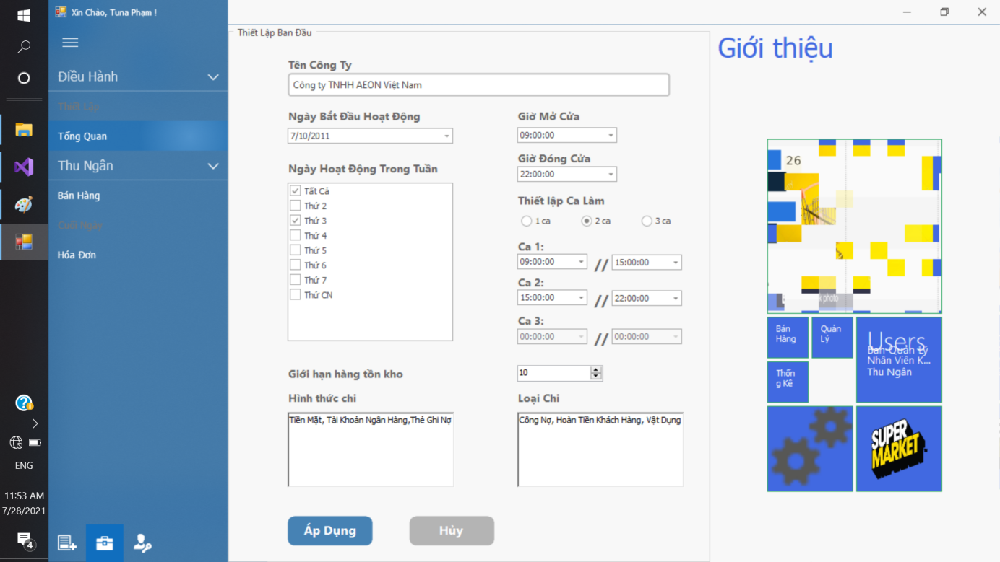 Xin Chào, Tuna Phạm !
Điều Hành
Thiết Lập
Tổng Quan
Thu Ngân
Bán Hàng
Cuối Ngày
Hóa Đơn
ENG
11:53 AM
7/28/2021
4
Thiết Lập Ban Đầu
Tên Công Ty
Công ty TNHH AEON Việt Nam
Ngày Bắt Đầu Hoạt Động
7/10/2011
Ngày Hoạt Động Trong Tuần
Tất Cả
Thứ 2
Thứ 3
Thứ 4
Thứ 5
Thứ 6
Thứ 7
Thứ CN
Giờ Mở Cửa
09:00:00
Giờ Đóng Cửa
22:00:00
Thiết lập Ca Làm
1 ca 2 ca 3 ca
Ca 1:
09:00:00 // 15:00:00
Ca 2:
15:00:00 // 22:00:00
Ca 3:
00:00:00 // 00:00:00
Giới hạn hàng tồn kho
10
Hình thức chi
Tiền Mặt, Tài Khoản Ngân Hàng,Thẻ Ghi Nợ
Loại Chi
Công Nợ, Hoàn Tiền Khách Hàng, Vật Dụng
Áp Dụng
Hủy
Giới thiệu
26
k photo
Bán
Hàng
Quản
Lý
Thốn
g Kê
Users
Ban Quản Lý
Nhân Viên K...
Thu Ngân
SUPER
MARKET